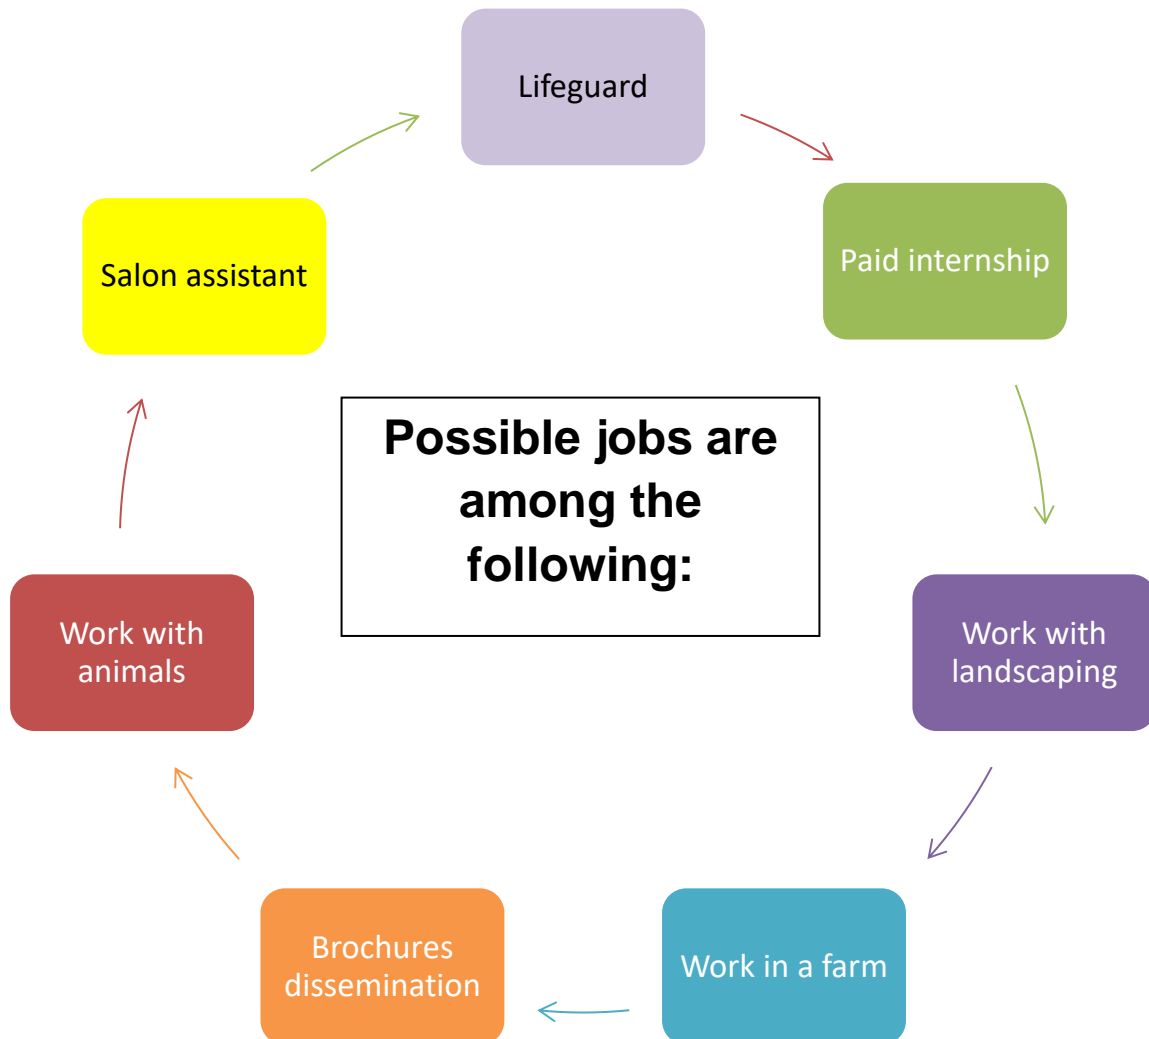 Lifeguard
Paid internship
Work with
landscaping
Work in a farm
Brochures
dissemination
Work with
animals
Salon assistant
Possible jobs are
among the
following: